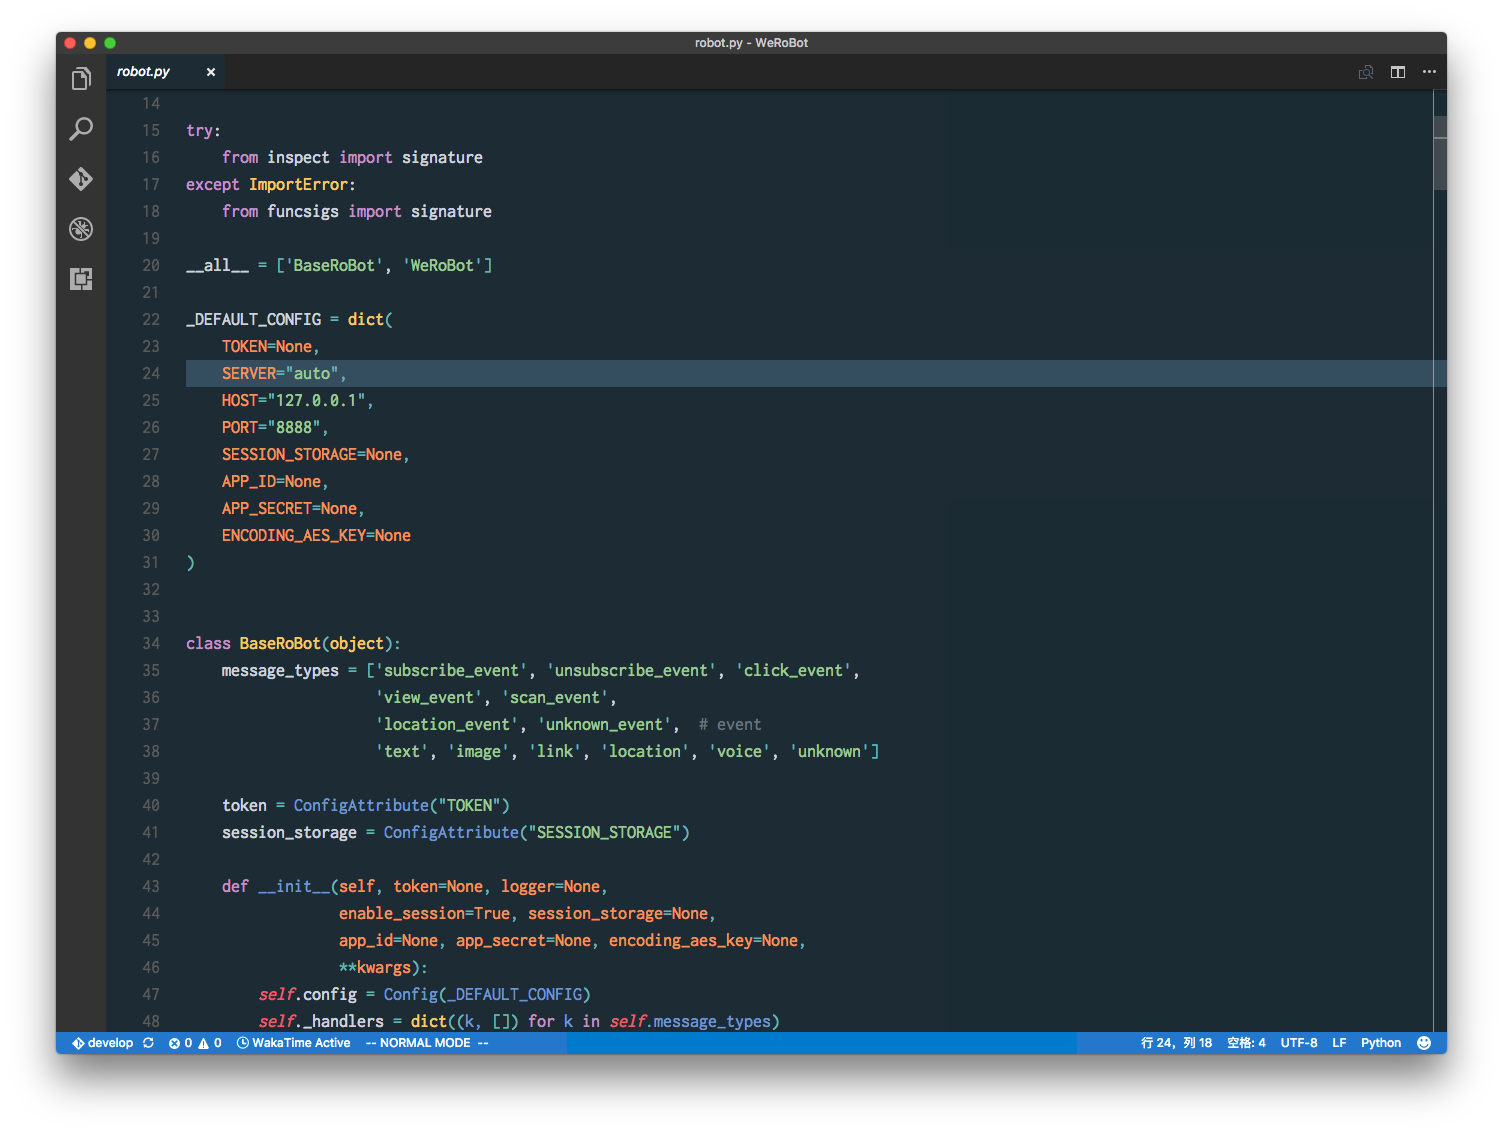 robot.py - WeRoBot
robot.py ×
14
15 try:
16     from inspect import signature
17 except ImportError:
18     from funcsigs import signature
19
20 __all__ = ['BaseRoBot', 'WeRoBot']
21
22 _DEFAULT_CONFIG = dict(
23     TOKEN=None,
24     SERVER="auto",
25     HOST="127.0.0.1",
26     PORT="8888",
27     SESSION_STORAGE=None,
28     APP_ID=None,
29     APP_SECRET=None,
30     ENCODING_AES_KEY=None
31 )
32
33
34 class BaseRoBot(object):
35     message_types = ['subscribe_event', 'unsubscribe_event', 'click_event',
36                      'view_event', 'scan_event',
37                      'location_event', 'unknown_event',  # event
38                      'text', 'image', 'link', 'location', 'voice', 'unknown']
39
40     token = ConfigAttribute("TOKEN")
41     session_storage = ConfigAttribute("SESSION_STORAGE")
42
43     def __init__(self, token=None, logger=None,
44                  enable_session=True, session_storage=None,
45                  app_id=None, app_secret=None, encoding_aes_key=None,
46                  **kwargs):
47         self.config = Config(_DEFAULT_CONFIG)
48         self._handlers = dict((k, []) for k in self.message_types)
develop 0 0 WakaTime Active -- NORMAL MODE -- 行 24，列 18 空格: 4 UTF-8 LF Python